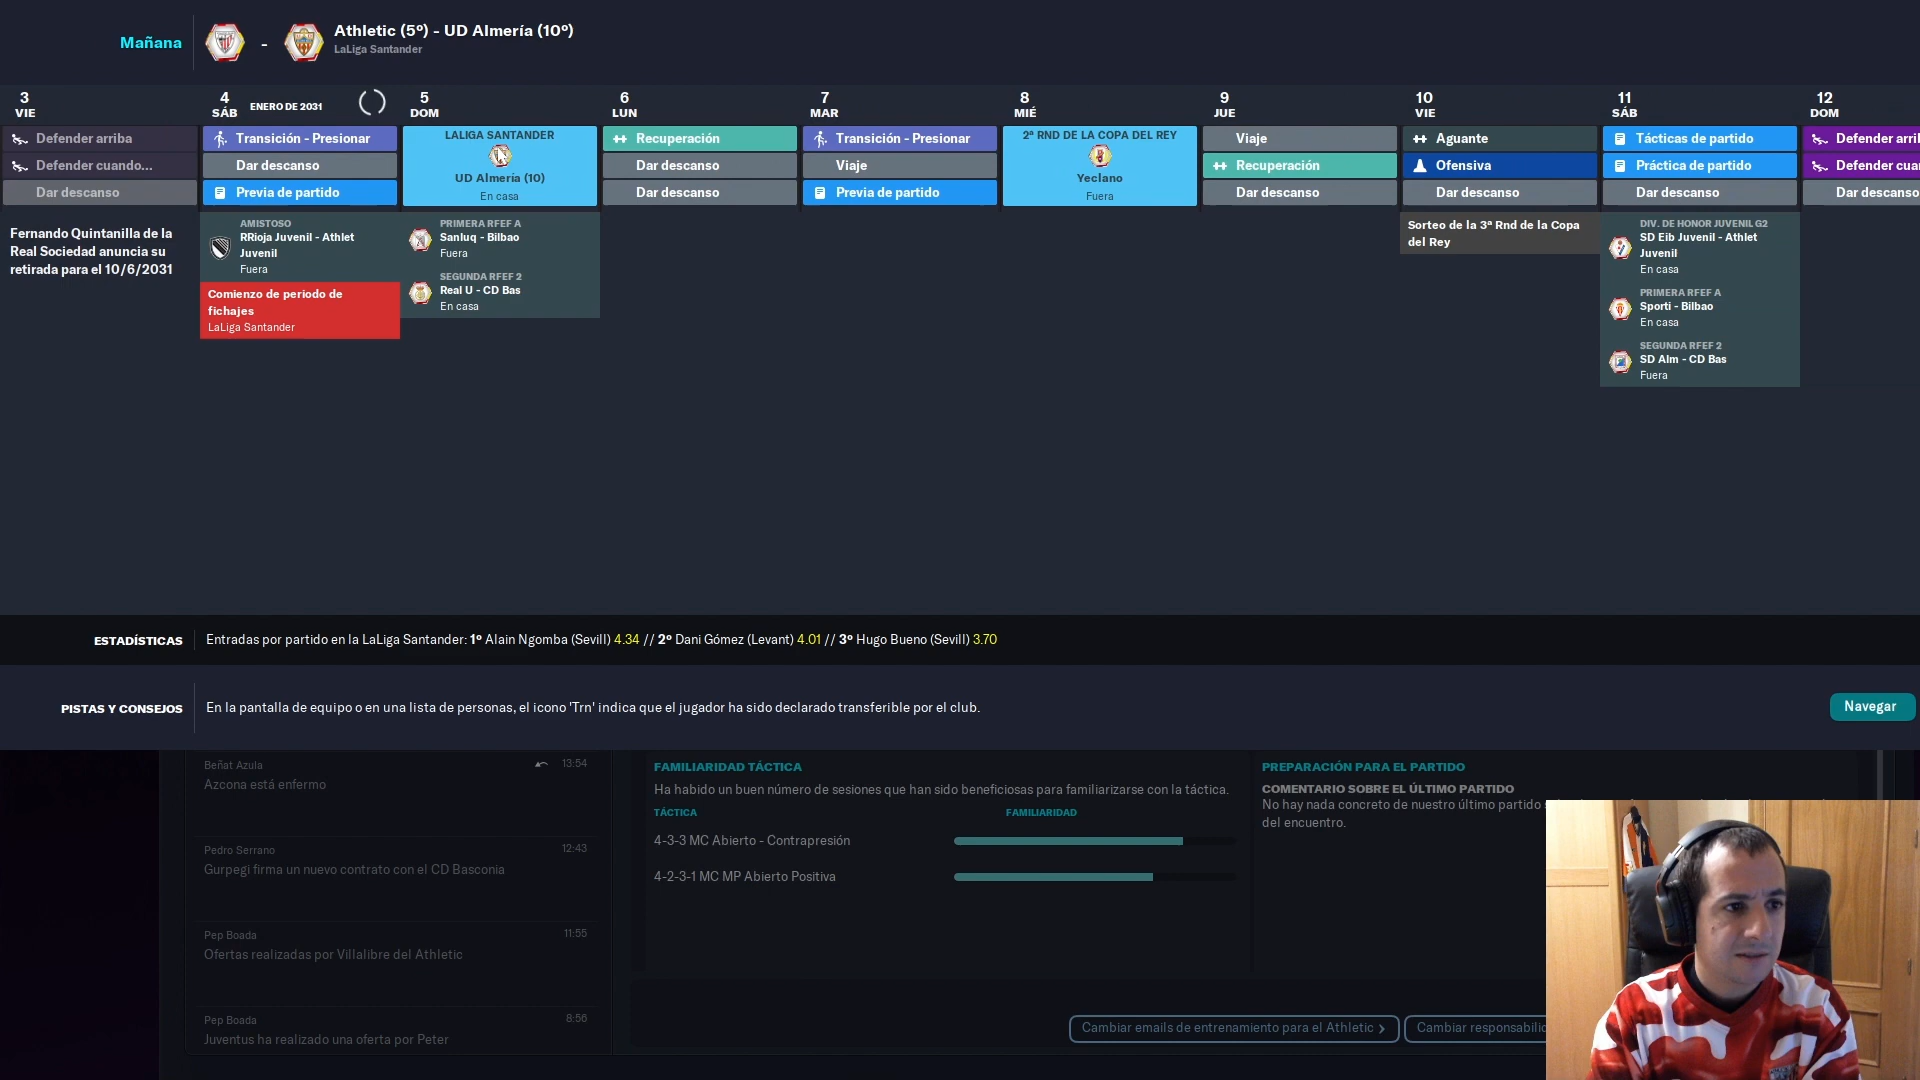 Mañana
-
Athletic (5º) - UD Almería (10º)
LaLiga Santander
3
VIE
4
SÁB
ENERO DE 2031
5
DOM
6
LUN
7
MAR
8
MIÉ
9
JUE
10
VIE
11
SÁB
12
DOM
Defender arriba
Defender cuando...
Dar descanso
Fernando Quintanilla de la
Real Sociedad anuncia su
retirada para el 10/6/2031
Transición - Presionar
Dar descanso
Previa de partido
AMISTOSO
RRioja Juvenil - Athlet
Juvenil
Fuera
Comienzo de periodo de
fichajes
LaLiga Santander
LALIGA SANTANDER
UD Almería (10)
En casa
PRIMERA RFEF A
Sanluq - Bilbao
Fuera
SEGUNDA RFEF 2
Real U - CD Bas
En casa
Recuperación
Dar descanso
Dar descanso
Transición - Presionar
Viaje
Previa de partido
2ª RND DE LA COPA DEL REY
Yeclano
Fuera
Viaje
Recuperación
Dar descanso
Aguante
Ofensiva
Dar descanso
Sorteo de la 3ª Rnd de la Copa
del Rey
Tácticas de partido
Práctica de partido
Dar descanso
DIV. DE HONOR JUVENIL G2
SD Eib Juvenil - Athlet
Juvenil
En casa
PRIMERA RFEF A
Sporti - Bilbao
En casa
SEGUNDA RFEF 2
SD Alm - CD Bas
Fuera
Defender arri
Defender cua
Dar descanso
ESTADÍSTICAS
Entradas por partido en la LaLiga Santander: 1º Alain Ngomba (Sevill) 4.34 // 2º Dani Gómez (Levant) 4.01 // 3º Hugo Bueno (Sevill) 3.70
PISTAS Y CONSEJOS
En la pantalla de equipo o en una lista de personas, el icono 'Trn' indica que el jugador ha sido declarado transferible por el club.
Navegar
Beñat Azula
13:54
Azcona está enfermo
Pedro Serrano
12:43
Gurpegi firma un nuevo contrato con el CD Basconia
Pep Boada
11:55
Ofertas realizadas por Villalibre del Athletic
Pep Boada
8:56
Juventus ha realizado una oferta por Peter
FAMILIARIDAD TÁCTICA
Ha habido un buen número de sesiones que han sido beneficiosas para familiarizarse con la táctica.
TÁCTICA
FAMILIARIDAD
4-3-3 MC Abierto - Contrapresión
4-2-3-1 MC MP Abierto Positiva
PREPARACIÓN PARA EL PARTIDO
COMENTARIO SOBRE EL ÚLTIMO PARTIDO
No hay nada concreto de nuestro último partido
del encuentro.
Cambiar emails de entrenamiento para el Athletic
Cambiar responsabilid